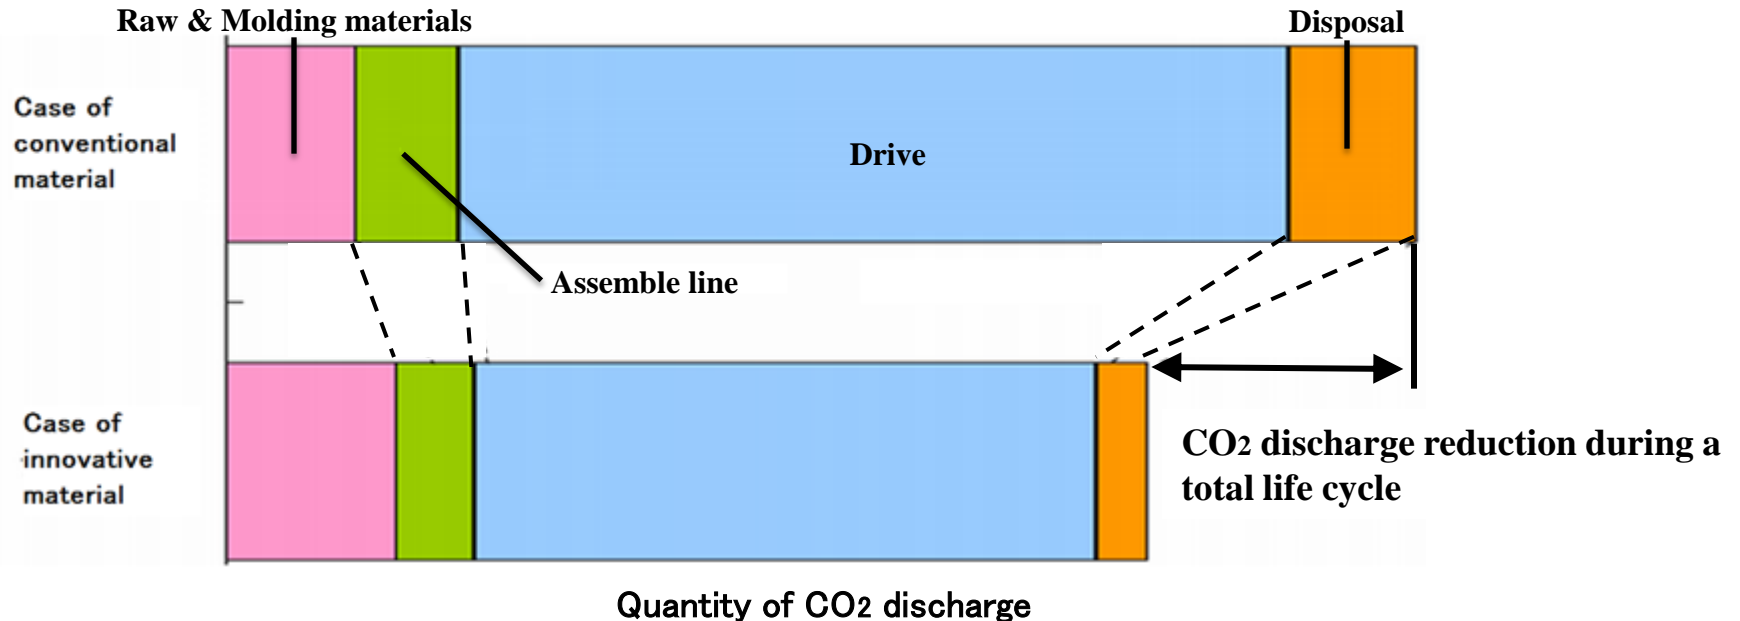 Raw & Molding materials
Disposal
Case of
conventional
material
Drive
Assemble line
Case of
innovative
material
CO2 discharge reduction during a
total life cycle
Quantity of CO2 discharge